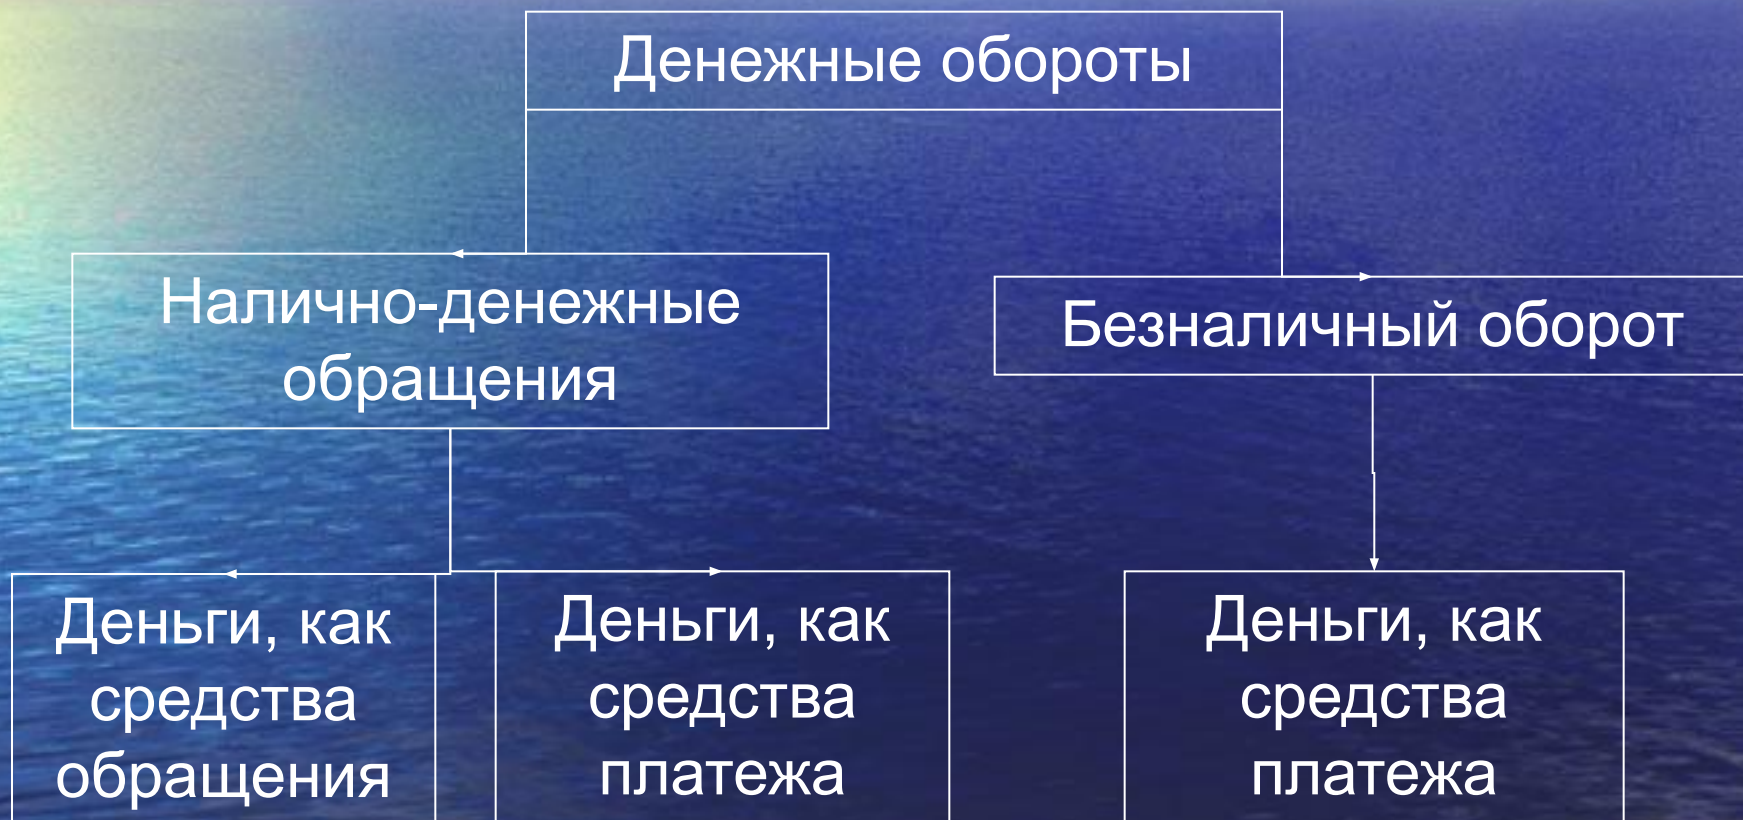 Денежные обороты
Налично-денежные
обращения
Безналичный оборот
Деньги, как
средства
обращения
Деньги, как
средства
платежа
Деньги, как
средства
платежа